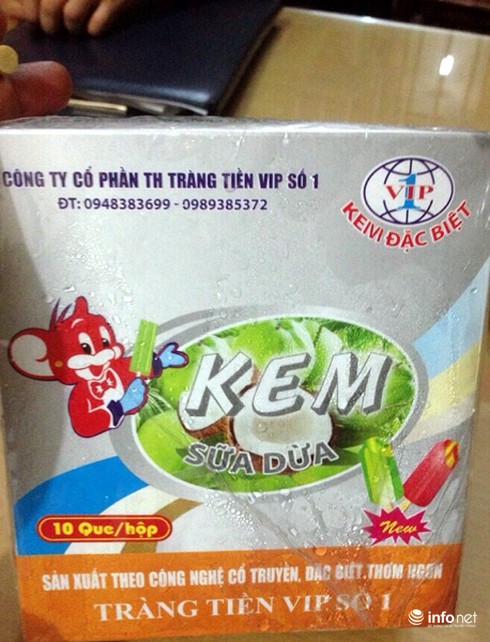 CÔNG TY CỔ PHẦN TH TRÀNG TIỀN VIP SỐ 1
ĐT: 0948383699 - 0989385372
VIP
1
KEM ĐẶC BIỆT
KEM
SỮA DỪA
10 Que/hộp
New
SẢN XUẤT THEO CÔNG NGHỆ CỔ TRUYỀN, ĐẶC BIỆT.THƠM NGON
TRÀNG TIỀN VIP SỐ 1
infonet